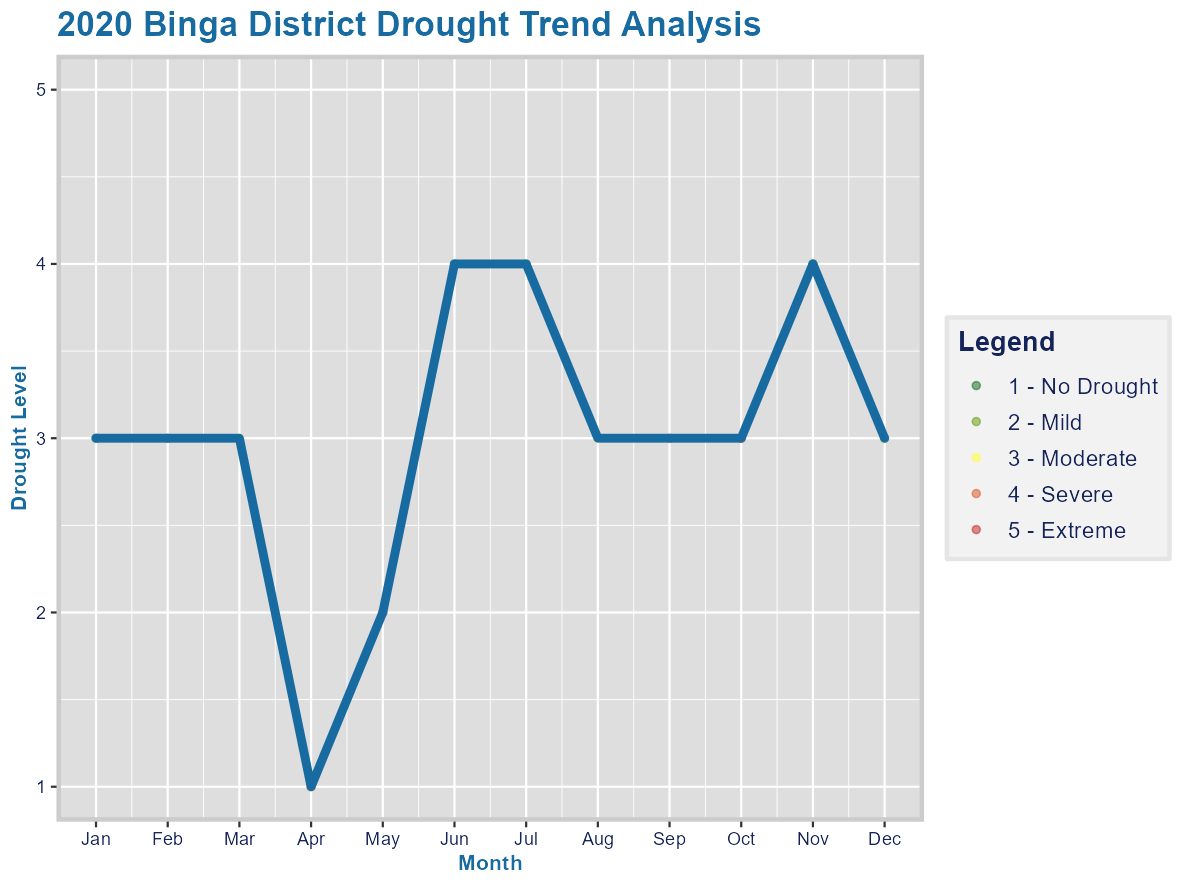 2020 Binga District Drought Trend Analysis
Drought Level
5
4
3
2
1
Jan Feb Mar Apr May Jun Jul Aug Sep Oct Nov Dec
Month
Legend
1 - No Drought
2 - Mild
3 - Moderate
4 - Severe
5 - Extreme